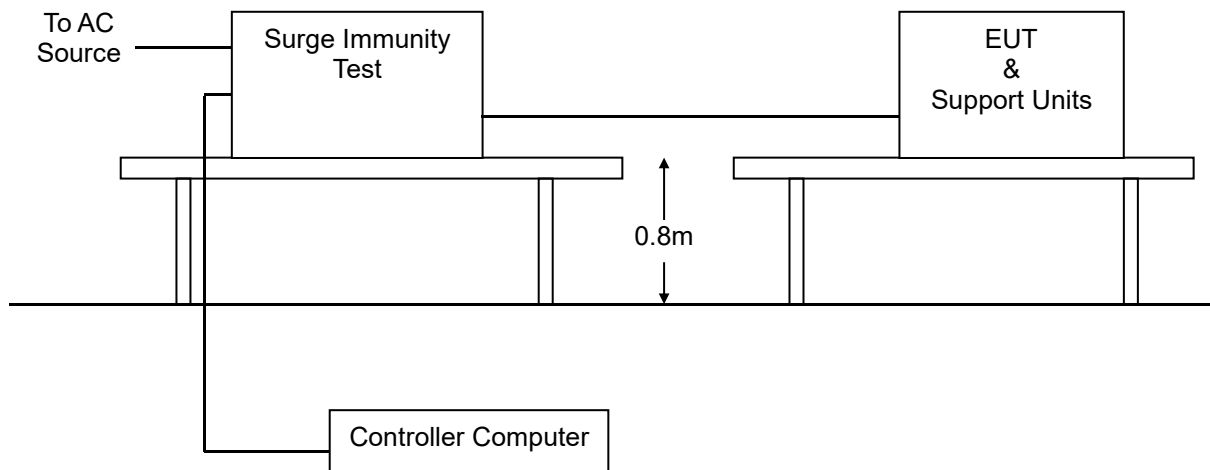 To AC
Source
Surge Immunity
Test
EUT
&
Support Units
0.8m
Controller Computer